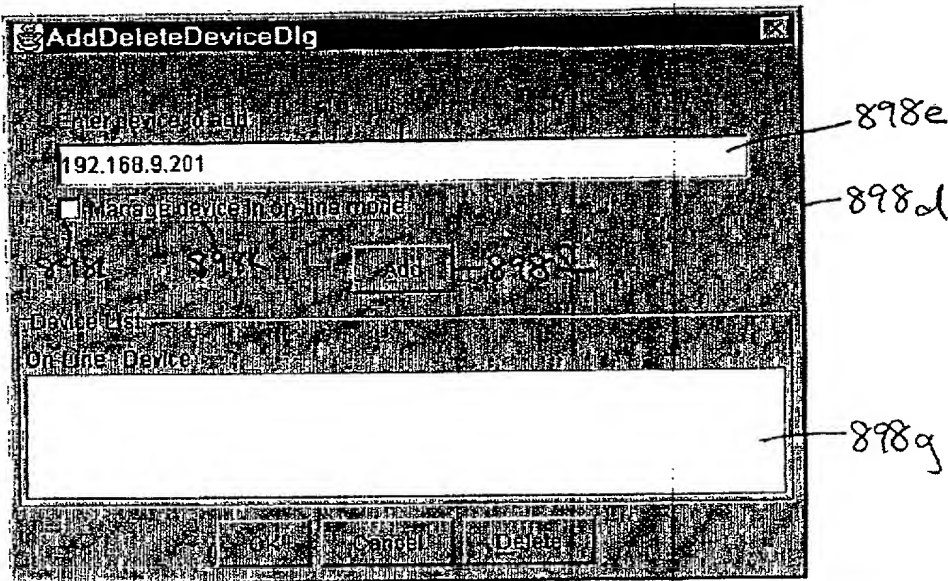 AddDeleteDeviceDlg
Enter device to add
898e
192.168.9.201
898d
Manage device in on-line mode
Add
Device List
On-Line Device
898g
OK Cancel Delete